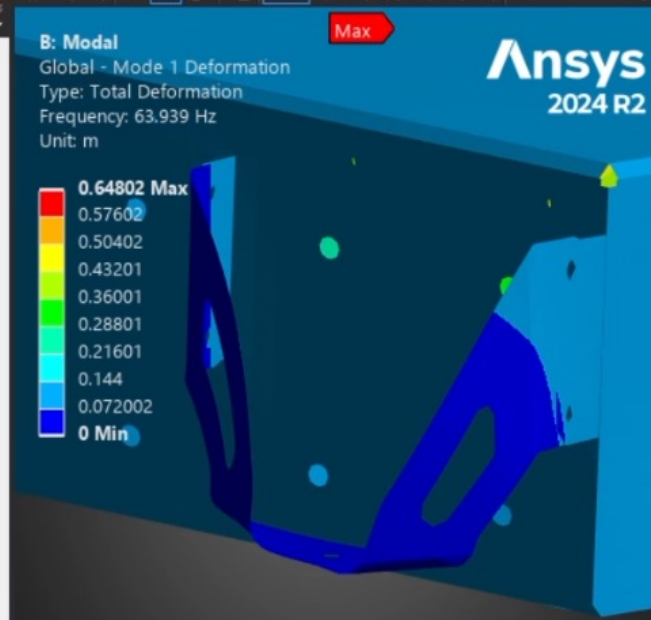 Max
B: Modal
Global - Mode 1 Deformation
Type: Total Deformation
Frequency: 63.939 Hz
Unit: m
Ansys
2024 R2
0.64802 Max
0.57602
0.50402
0.43201
0.36001
0.28801
0.21601
0.144
0.072002
0 Min